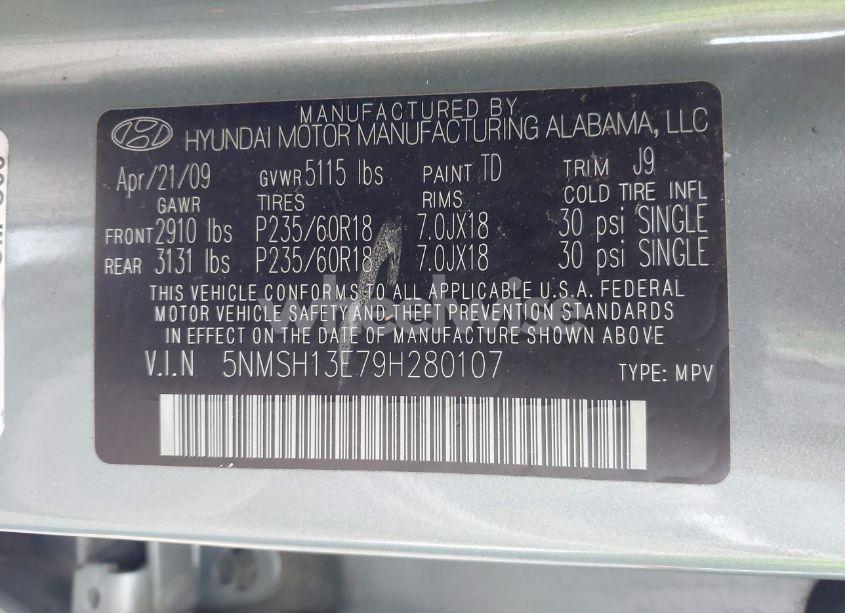 MANUFACTURED BY
HYUNDAI MOTOR MANUFACTURING ALABAMA, LLC
Apr/21/09 GVWR 5115 lbs PAINT TD TRIM J9
GAWR TIRES RIMS COLD TIRE INFL
FRONT 2910 lbs P235/60R18 7.0JX18 30 psi SINGLE
REAR 3131 lbs P235/60R18 7.0JX18 30 psi SINGLE
THIS VEHICLE CONFORMS TO ALL APPLICABLE U.S.A. FEDERAL
MOTOR VEHICLE SAFETY AND THEFT PREVENTION STANDARDS
IN EFFECT ON THE DATE OF MANUFACTURE SHOWN ABOVE
V.I.N 5NMSH13E79H280107 TYPE: MPV